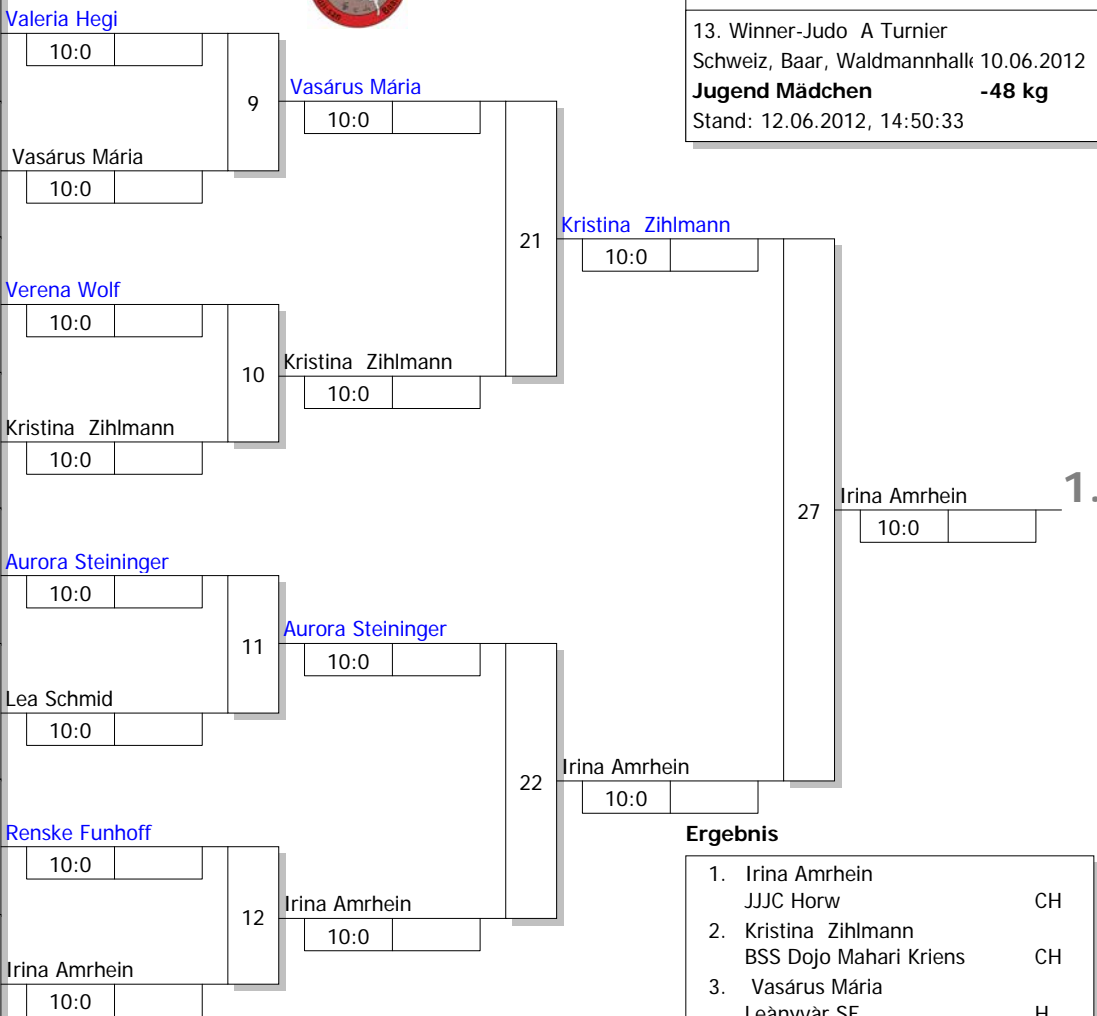 13. Winner-Judo A Turnier
Schweiz, Baar, Waldmannhalle 10.06.2012
Jugend Mädchen -48 kg
Stand: 12.06.2012, 14:50:33
Valeria Hegi
10:0
9
Vasárus Mária
10:0
Vasárus Mária
10:0
21
Kristina Zihlmann
10:0
Verena Wolf
10:0
10
Kristina Zihlmann
10:0
Kristina Zihlmann
10:0
27
Irina Amrhein
10:0
1.
Aurora Steininger
10:0
11
Aurora Steininger
10:0
Lea Schmid
10:0
22
Irina Amrhein
10:0
Renske Funhoff
10:0
12
Irina Amrhein
10:0
Irina Amrhein
10:0
Ergebnis
1. Irina Amrhein
JJJC Horw CH
2. Kristina Zihlmann
BSS Dojo Mahari Kriens CH
3. Vasárus Mária
Leànyvàr SE H